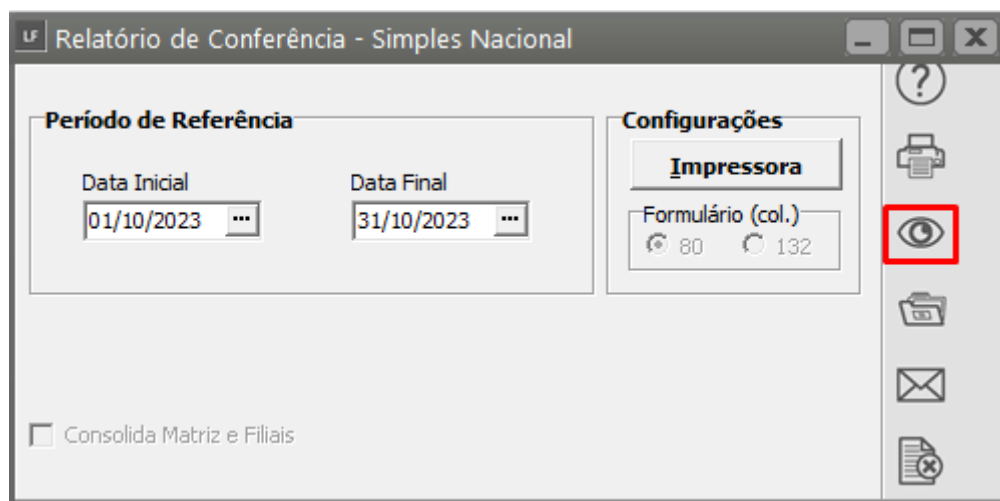 LF Relatório de Conferência - Simples Nacional
Período de Referência
Data Inicial
Data Final
01/10/2023 ...
31/10/2023 ...
Configurações
Impressora
Formulário (col.)
80 132
Consolida Matriz e Filiais
?